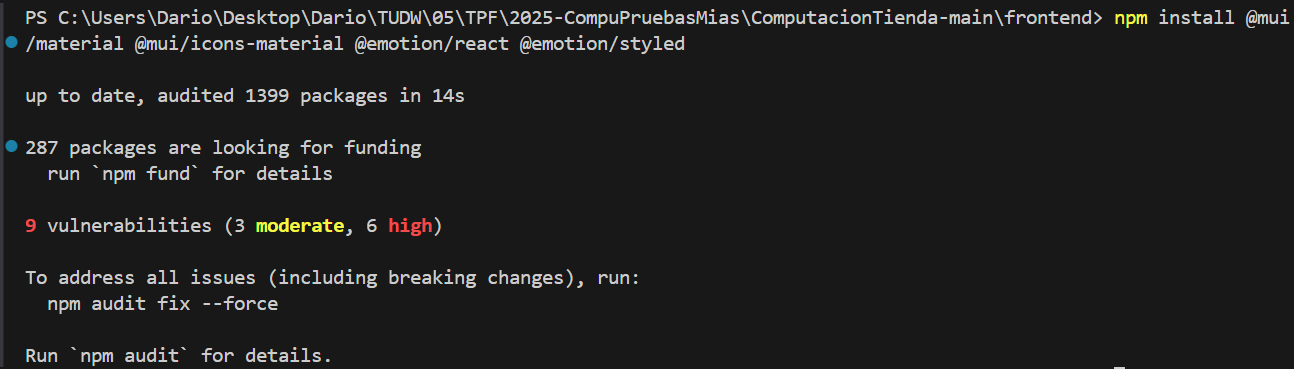 PS C:\Users\Dario\Desktop\Dario\TUDW\05\TPF\2025-CompuPruebasMias\ComputacionTienda-main\frontend> npm install @mui
/material @mui/icons-material @emotion/react @emotion/styled
up to date, audited 1399 packages in 14s
287 packages are looking for funding
run `npm fund` for details
9 vulnerabilities (3 moderate, 6 high)
To address all issues (including breaking changes), run:
npm audit fix --force
Run `npm audit` for details.